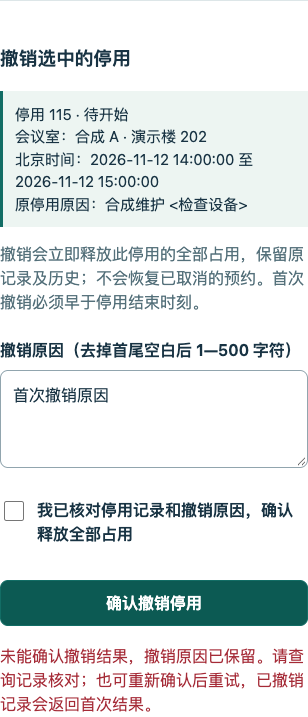 撤销选中的停用
停用 115 · 待开始
会议室：合成 A · 演示楼 202
北京时间：2026-11-12 14:00:00 至
2026-11-12 15:00:00
原停用原因：合成维护 <检查设备>
撤销会立即释放此停用的全部占用，保留原
记录及历史；不会恢复已取消的预约。首次
撤销必须早于停用结束时刻。
撤销原因（去掉首尾空白后 1—500 字符）
首次撤销原因
我已核对停用记录和撤销原因，确认
释放全部占用
确认撤销停用
未能确认撤销结果，撤销原因已保留。请查
询记录核对；也可重新确认后重试，已撤销
记录会返回首次结果。